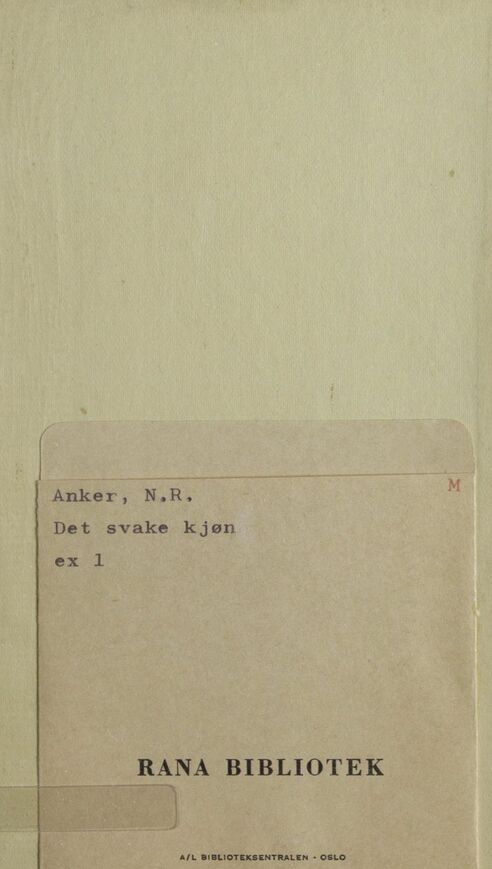 Anker, N.R.
M
Det svake kjøn
ex 1
RANA BIBLIOTEK
A/L BIBLIOTEKSENTRALEN - OSLO